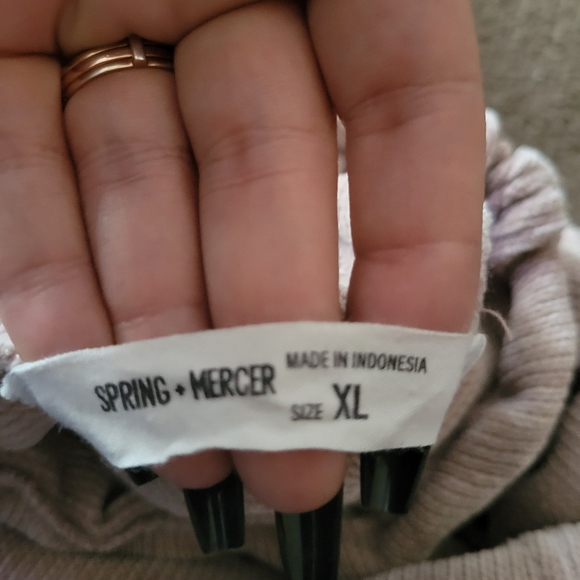 SPRING + MERCER
MADE IN INDONESIA
SIZE XL